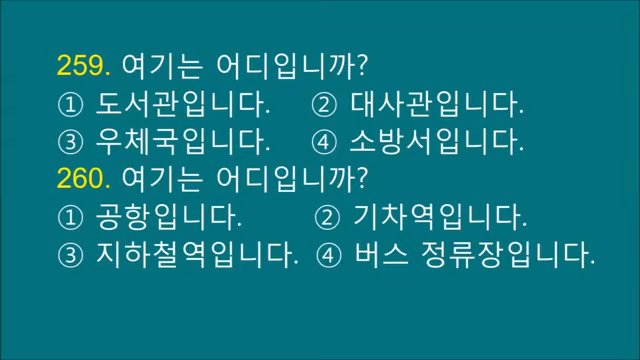 259. 여기는 어디입니까?
① 도서관입니다. ② 대사관입니다.
③ 우체국입니다. ④ 소방서입니다.
260. 여기는 어디입니까?
① 공항입니다. ② 기차역입니다.
③ 지하철역입니다. ④ 버스 정류장입니다.